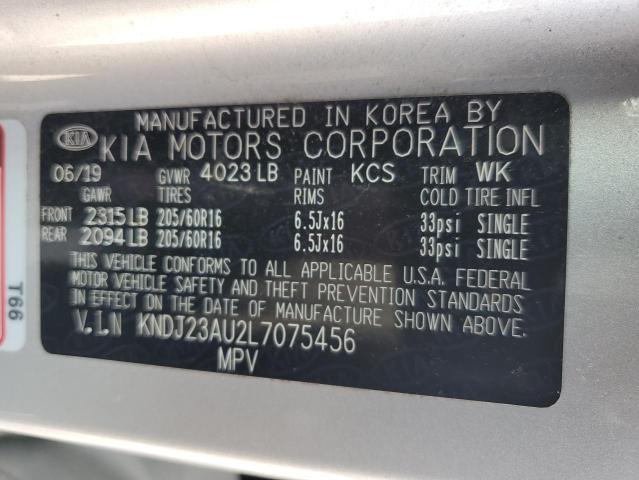 MANUFACTURED IN KOREA BY
KIA KIA MOTORS CORPORATION
06/19 GVWR 4023 LB PAINT KCS TRIM WK
GAWR TIRES RIMS COLD TIRE INFL
FRONT 2315 LB 205/60R16 6.5Jx16 33psi SINGLE
REAR 2094 LB 205/60R16 6.5Jx16 33psi SINGLE
THIS VEHICLE CONFORMS TO ALL APPLICABLE U.S.A. FEDERAL
MOTOR VEHICLE SAFETY AND THEFT PREVENTION STANDARDS
IN EFFECT ON THE DATE OF MANUFACTURE SHOWN ABOVE.
V.I.N KNDJ23AU2L7075456
MPV
T66